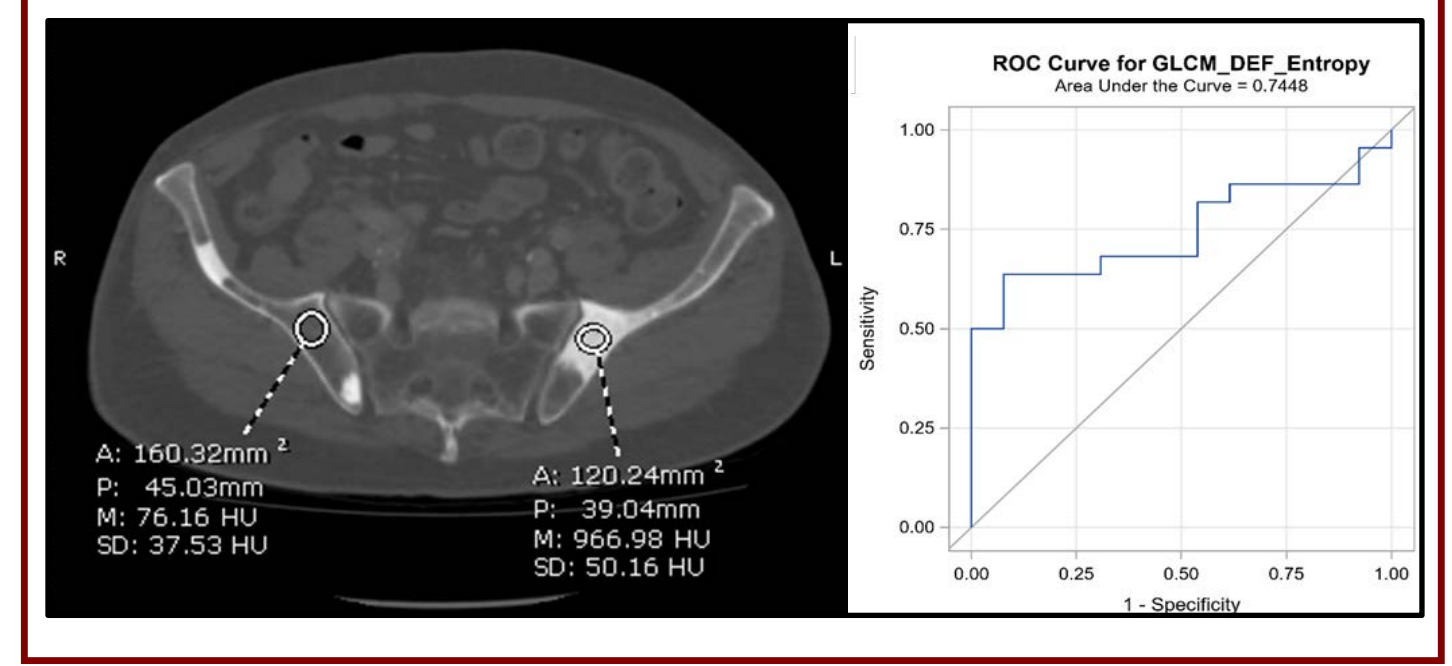 R
L
A: 160.32mm ²
P: 45.03mm
M: 76.16 HU
SD: 37.53 HU
A: 120.24mm ²
P: 39.04mm
M: 966.98 HU
SD: 50.16 HU
ROC Curve for GLCM_DEF_Entropy
Area Under the Curve = 0.7448
Sensitivity
1.00
0.75
0.50
0.25
0.00
0.00 0.25 0.50 0.75 1.00
1 - Specificity